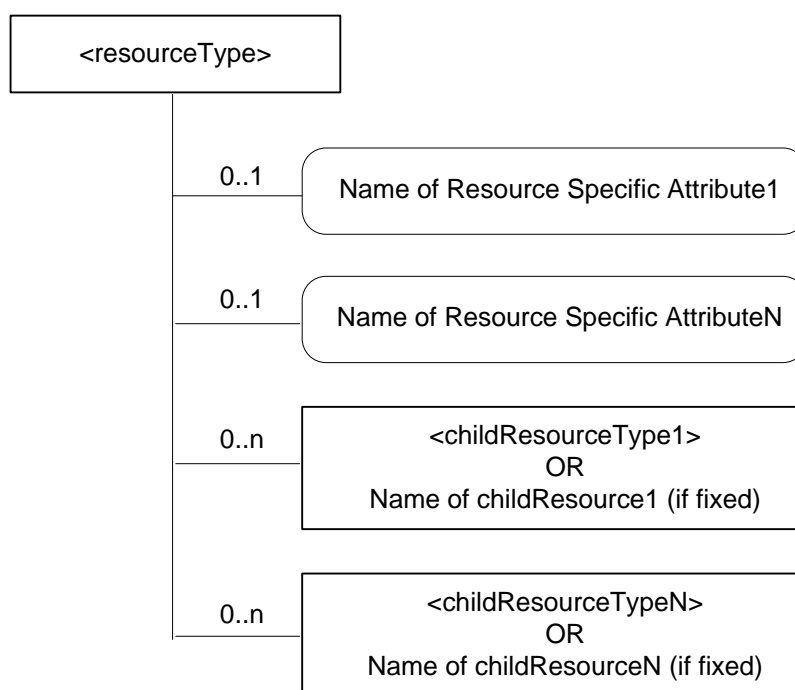 <resourceType>
0..1
Name of Resource Specific Attribute1
0..1
Name of Resource Specific AttributeN
0..n
<childResourceType1>
OR
Name of childResource1 (if fixed)
0..n
<childResourceTypeN>
OR
Name of childResourceN (if fixed)